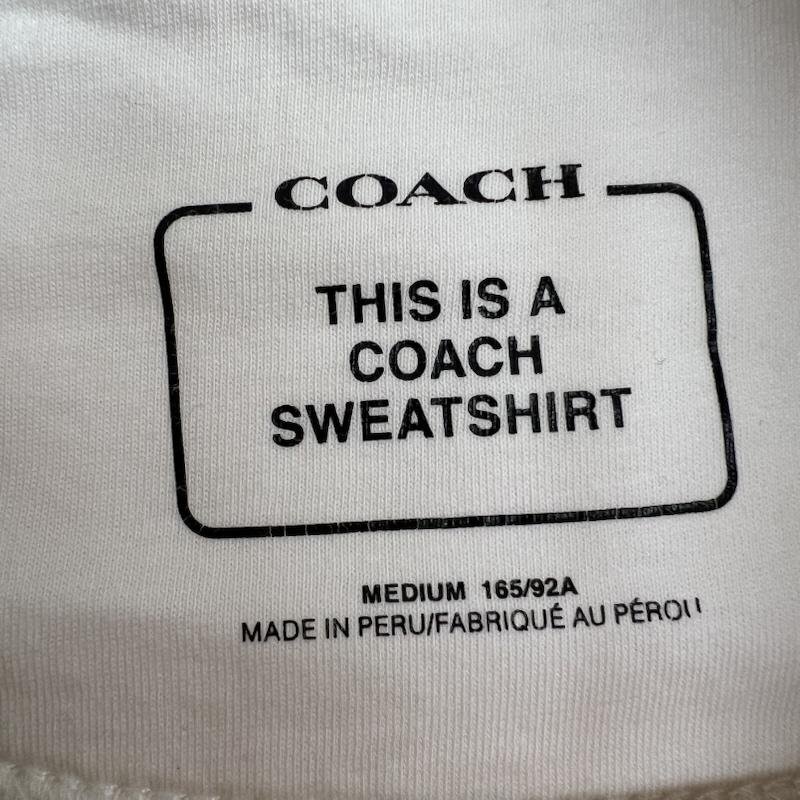 COACH
THIS IS A
COACH
SWEATSHIRT
MEDIUM 165/92A
MADE IN PERU/FABRIQUÉ AU PÉROU